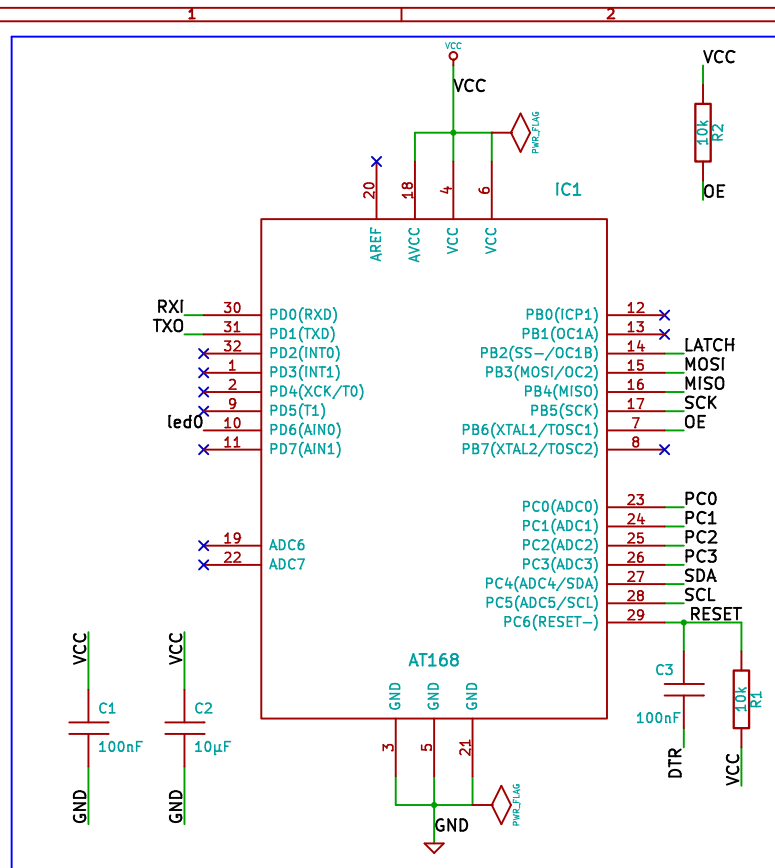 1 2
VCC
VCC
PWR_FLAG
VCC
10k
R2
OE
20 18 4 6
IC1
AREF AVCC VCC VCC
RXI 30 PD0(RXD)
TXO 31 PD1(TXD)
32 PD2(INT0)
1 PD3(INT1)
2 PD4(XCK/T0)
9 PD5(T1)
led0 10 PD6(AIN0)
11 PD7(AIN1)
19 ADC6
22 ADC7
PB0(ICP1) 12
PB1(OC1A) 13
PB2(SS-/OC1B) 14 LATCH
PB3(MOSI/OC2) 15 MOSI
PB4(MISO) 16 MISO
PB5(SCK) 17 SCK
PB6(XTAL1/TOSC1) 7 OE
PB7(XTAL2/TOSC2) 8
PC0(ADC0) 23 PC0
PC1(ADC1) 24 PC1
PC2(ADC2) 25 PC2
PC3(ADC3) 26 PC3
PC4(ADC4/SDA) 27 SDA
PC5(ADC5/SCL) 28 SCL
PC6(RESET-) 29 RESET
AT168
GND GND GND
3 5 21
GND
PWR_FLAG
VCC
C1
100nF
GND
VCC
C2
10µF
GND
C3
100nF
DTR
10k
R1
VCC